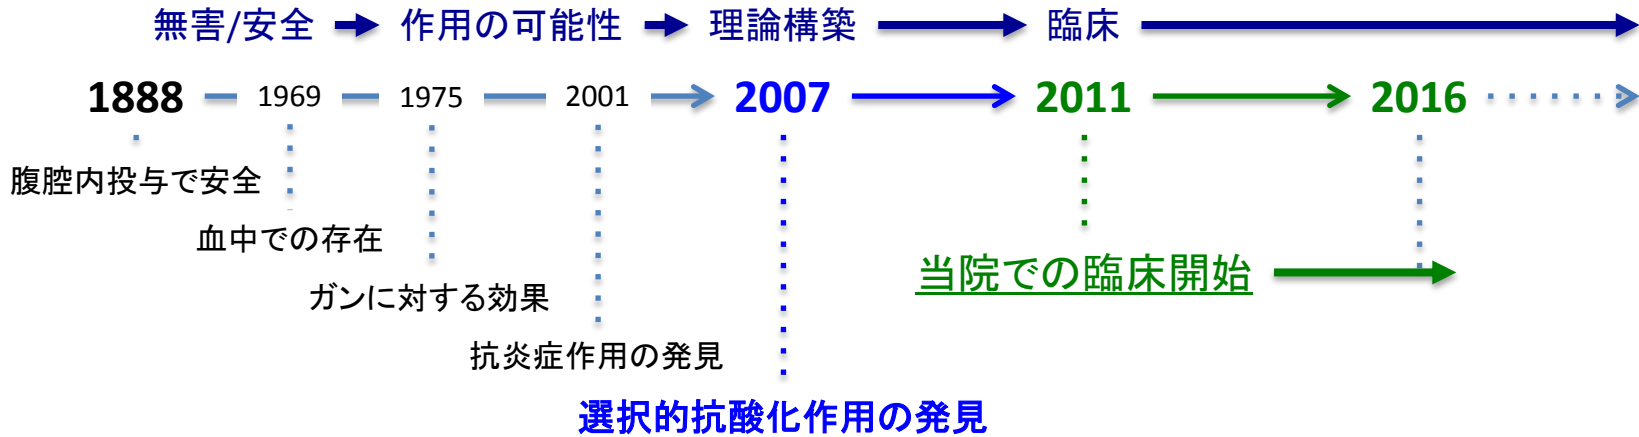 無害/安全 作用の可能性 理論構築 臨床
1888 1969 1975 2001 2007 2011 2016
腹腔内投与で安全
血中での存在
当院での臨床開始
ガンに対する効果
抗炎症作用の発見
選択的抗酸化作用の発見